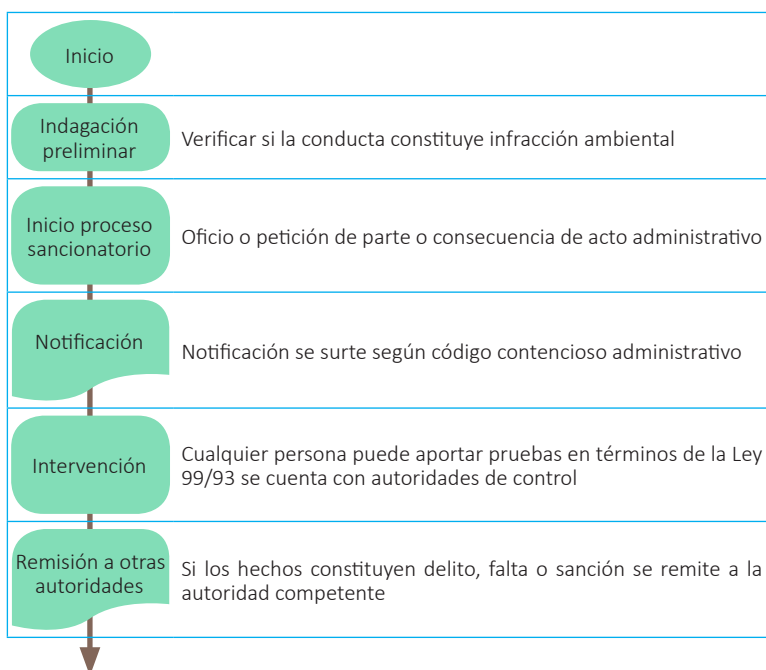 Inicio
Indagación
preliminar
Verificar si la conducta constituye infracción ambiental
Inicio proceso
sancionatorio
Oficio o petición de parte o consecuencia de acto administrativo
Notificación
Notificación se surte según código contencioso administrativo
Intervención
Cualquier persona puede aportar pruebas en términos de la Ley
99/93 se cuenta con autoridades de control
Remisión a otras
autoridades
Si los hechos constituyen delito, falta o sanción se remite a la
autoridad competente